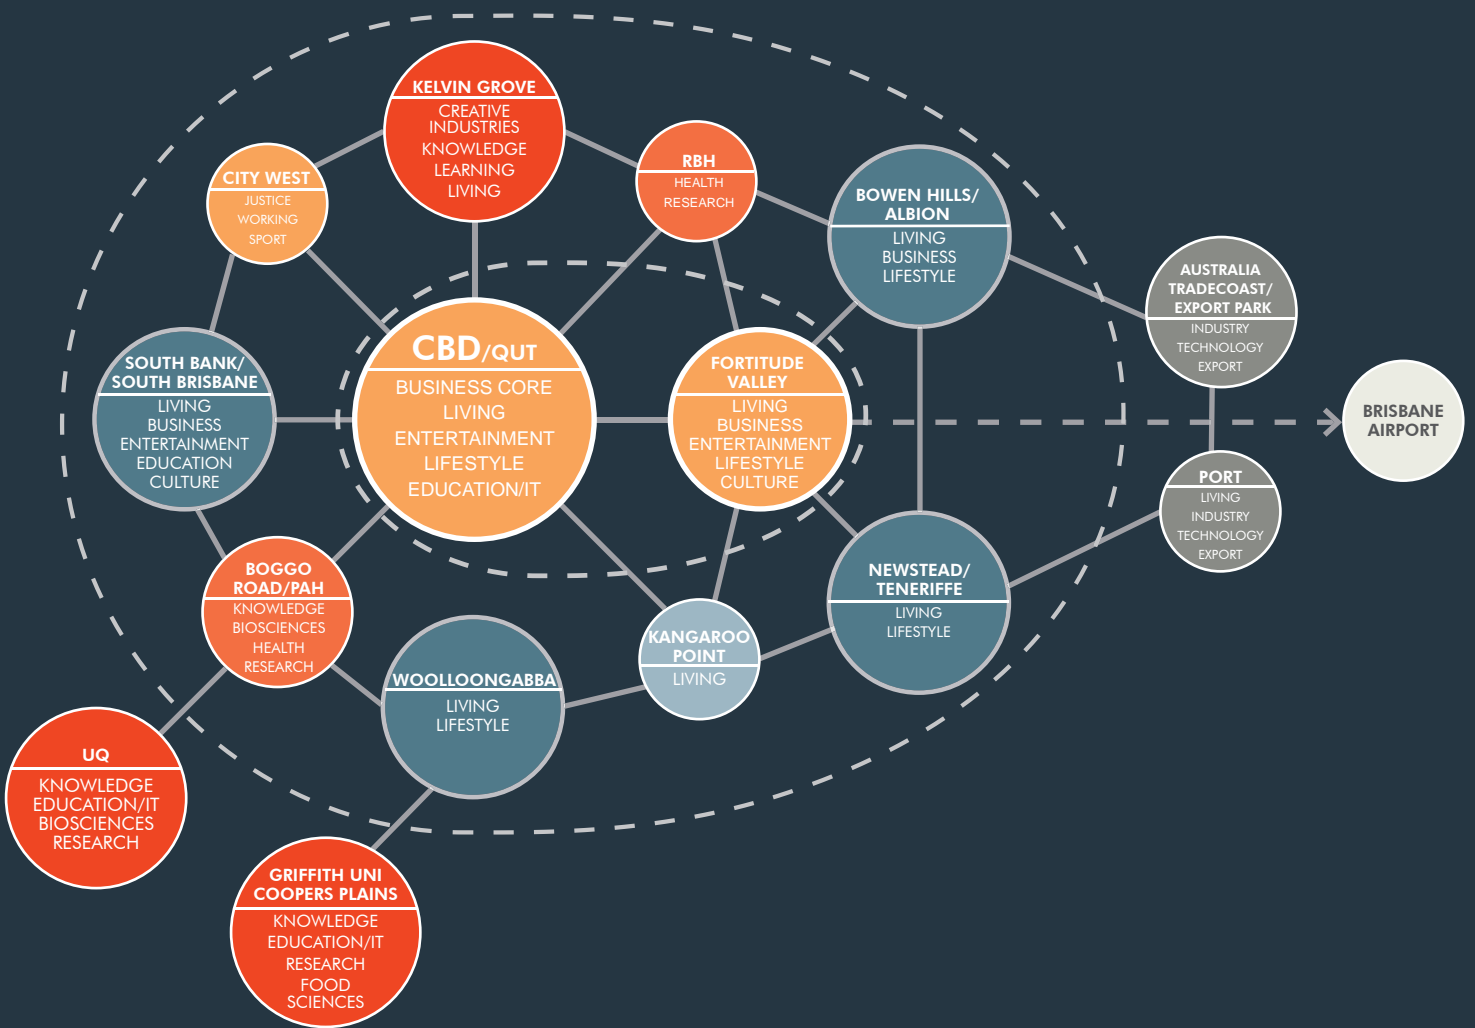 KELVIN GROVE
CREATIVE
INDUSTRIES
KNOWLEDGE
LEARNING
LIVING
CITY WEST
JUSTICE
WORKING
SPORT
RBH
HEALTH
RESEARCH
BOWEN HILLS/
ALBION
LIVING
BUSINESS
LIFESTYLE
AUSTRALIA
TRADECOAST/
EXPORT PARK
INDUSTRY
TECHNOLOGY
EXPORT
SOUTH BANK/
SOUTH BRISBANE
LIVING
BUSINESS
ENTERTAINMENT
EDUCATION
CULTURE
CBD/QUT
BUSINESS CORE
LIVING
ENTERTAINMENT
LIFESTYLE
EDUCATION/IT
FORTITUDE
VALLEY
LIVING
BUSINESS
ENTERTAINMENT
LIFESTYLE
CULTURE
BRISBANE
AIRPORT
PORT
LIVING
INDUSTRY
TECHNOLOGY
EXPORT
BOGGO
ROAD/PAH
KNOWLEDGE
BIOSCIENCES
HEALTH
RESEARCH
NEWSTEAD/
TENERIFFE
LIVING
LIFESTYLE
KANGAROO
POINT
LIVING
WOOLLOONGABBA
LIVING
LIFESTYLE
UQ
KNOWLEDGE
EDUCATION/IT
BIOSCIENCES
RESEARCH
GRIFFITH UNI
COOPERS PLAINS
KNOWLEDGE
EDUCATION/IT
RESEARCH
FOOD
SCIENCES